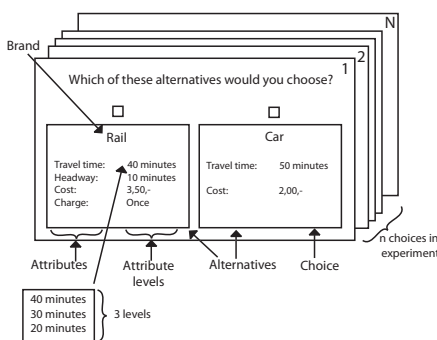 N
Brand
2
1
Which of these alternatives would you choose?
Rail
Car
Travel time: 40 minutes
Headway: 10 minutes
Cost: 3,50,-
Charge: Once
Travel time: 50 minutes
Cost: 2,00,-
n choices in
experiment
Attributes
Attribute
levels
Alternatives
Choice
40 minutes
30 minutes
20 minutes
3 levels